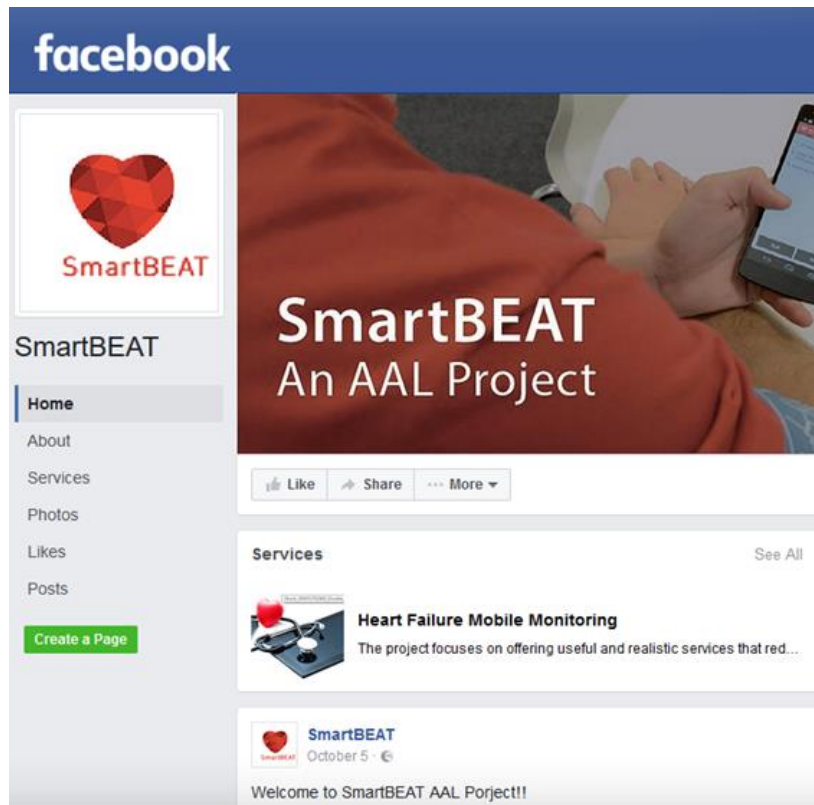 facebook
SmartBEAT
SmartBEAT
Home
About
Services
Photos
Likes
Posts
Create a Page
SmartBEAT
An AAL Project
Like
Share
More
Services
See All
Heart Failure Mobile Monitoring
The project focuses on offering useful and realistic services that red...
SmartBEAT
SmartBEAT
October 5
Welcome to SmartBEAT AAL Porject!!